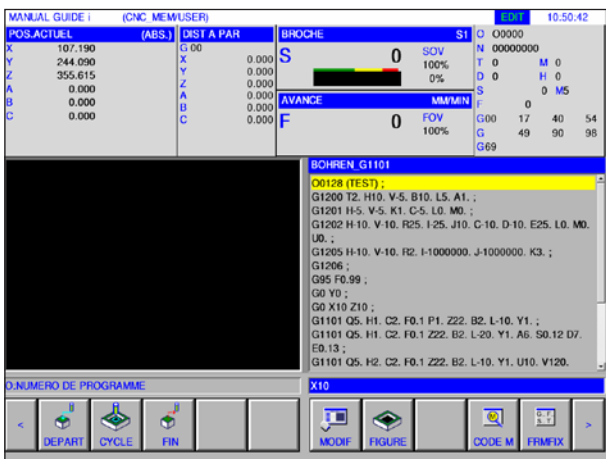 MANUAL GUIDE i (CNC_MEM/USER) EDIT 10:50:42
POS.ACTUEL (ABS.) DIST A PAR BROCHE S1 O O0000
X 107.190 G 00 N 00000000
Y 244.090 X 0.000 S 0 SOV 100% T 0 M 0
Z 355.615 Y 0.000 0% D 0 H 0
A 0.000 Z 0.000 S 0 M5
B 0.000 A 0.000 AVANCE MM/MIN F 0
C 0.000 B 0.000 F 0 FOV 100% G00 17 40 54
C 0.000 G 49 90 98
G69
BOHREN_G1101
O0128 (TEST) ;
G1200 T2. H10. V-5. B10. L5. A1. ;
G1201 H-5. V-5. K1. C-5. L0. M0. ;
G1202 H-10. V-10. R25. I-25. J10. C-10. D-10. E25. L0. M0.
U0. ;
G1205 H-10. V-10. R2. I-1000000. J-1000000. K3. ;
G1206 ;
G95 F0.99 ;
G0 Y0 ;
G0 X10 Z10 ;
G1101 Q5. H1. C2. F0.1 P1. Z22. B2. L-10. Y1. ;
G1101 Q5. H1. C2. F0.1 Z22. B2. L-20. Y1. A6. S0.12 D7.
E0.13 ;
G1101 Q5. H2. C2. F0.1 Z22. B2. L-10. Y1. U10. V120.
O:NUMERO DE PROGRAMME X10
< DEPART CYCLE FIN MODIF FIGURE CODE M FRMFIX >